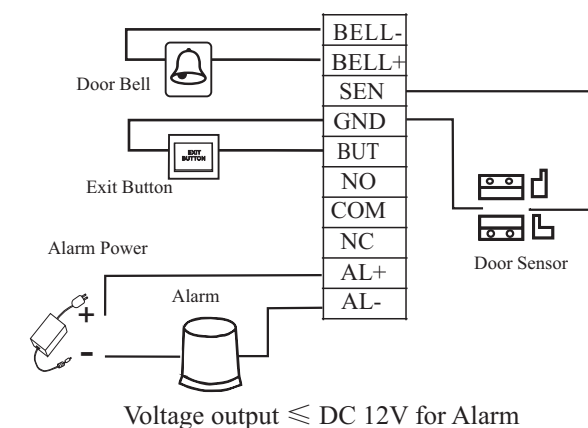 BELL-
BELL+
Door Bell
SEN
GND
EXIT
BUTTON
BUT
Exit Button
NO
COM
NC
Door Sensor
Alarm Power
AL+
Alarm
AL-
+
-
Voltage output ≤ DC 12V for Alarm